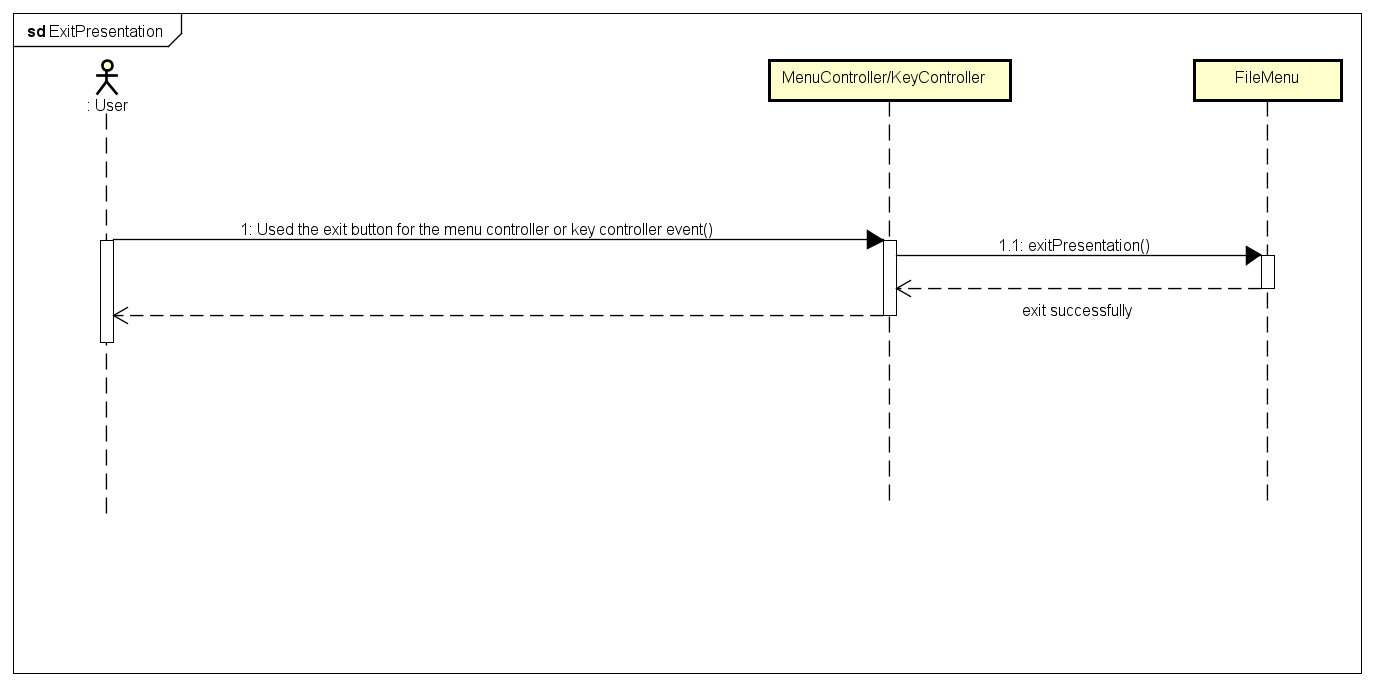 sd ExitPresentation
: User
MenuController/KeyController
FileMenu
1: Used the exit button for the menu controller or key controller event()
1.1: exitPresentation()
exit successfully